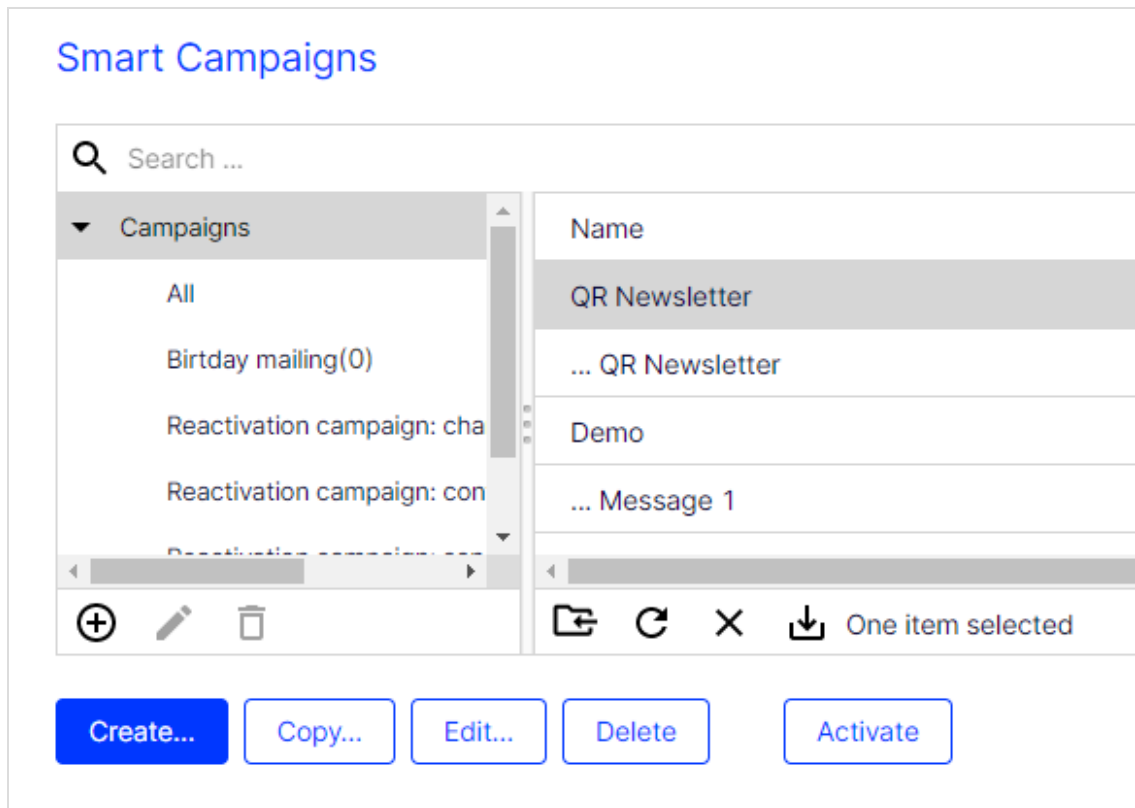 Smart Campaigns
Search ...
Campaigns
All
Birtday mailing(0)
Reactivation campaign: cha
Reactivation campaign: con
Name
QR Newsletter
... QR Newsletter
Demo
... Message 1
One item selected
Create... Copy... Edit... Delete Activate